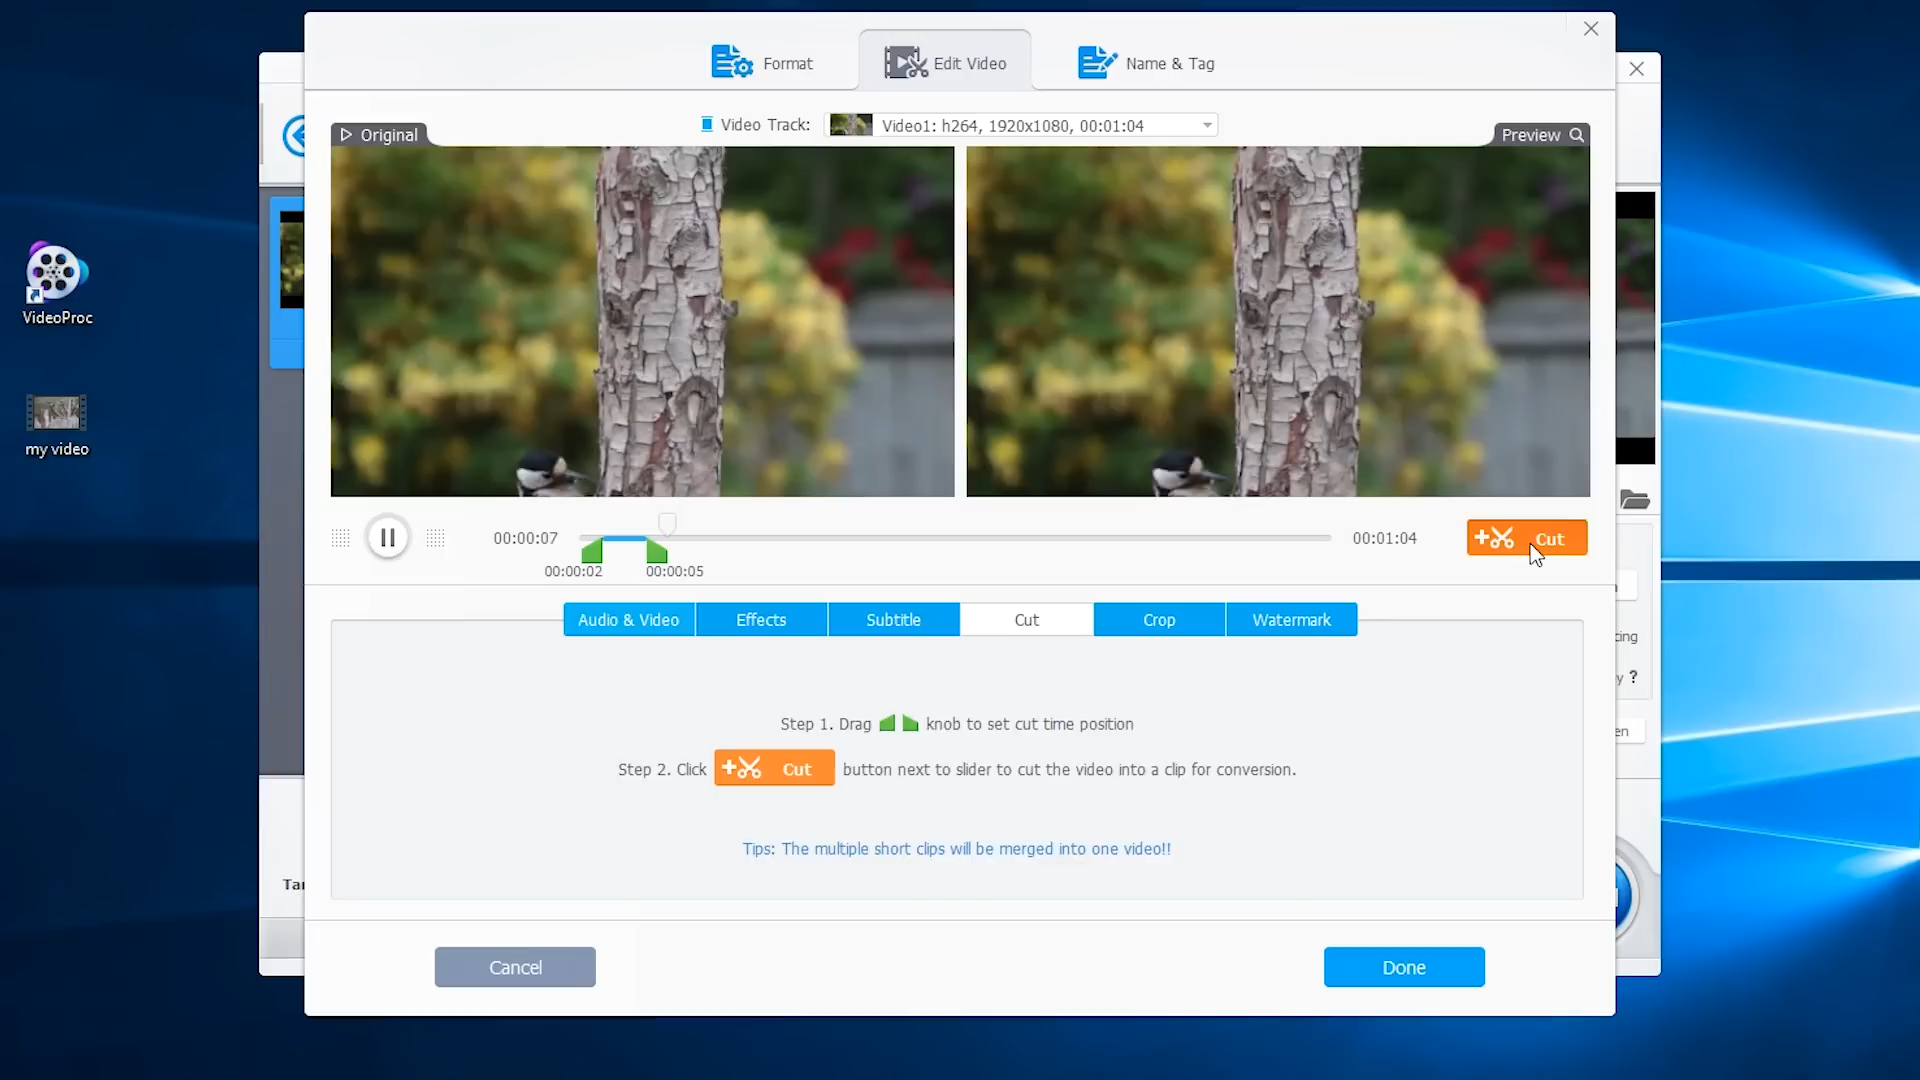 Format
Edit Video
Name & Tag
Video Track:
Video1: h264, 1920x1080, 00:01:04
Original
Preview
VideoProc
my video
00:00:07
00:01:04
Cut
00:00:02
00:00:05
Audio & Video
Effects
Subtitle
Cut
Crop
Watermark
Step 1. Drag knob to set cut time position
Step 2. Click Cut button next to slider to cut the video into a clip for conversion.
Tips: The multiple short clips will be merged into one video!!
Cancel
Done